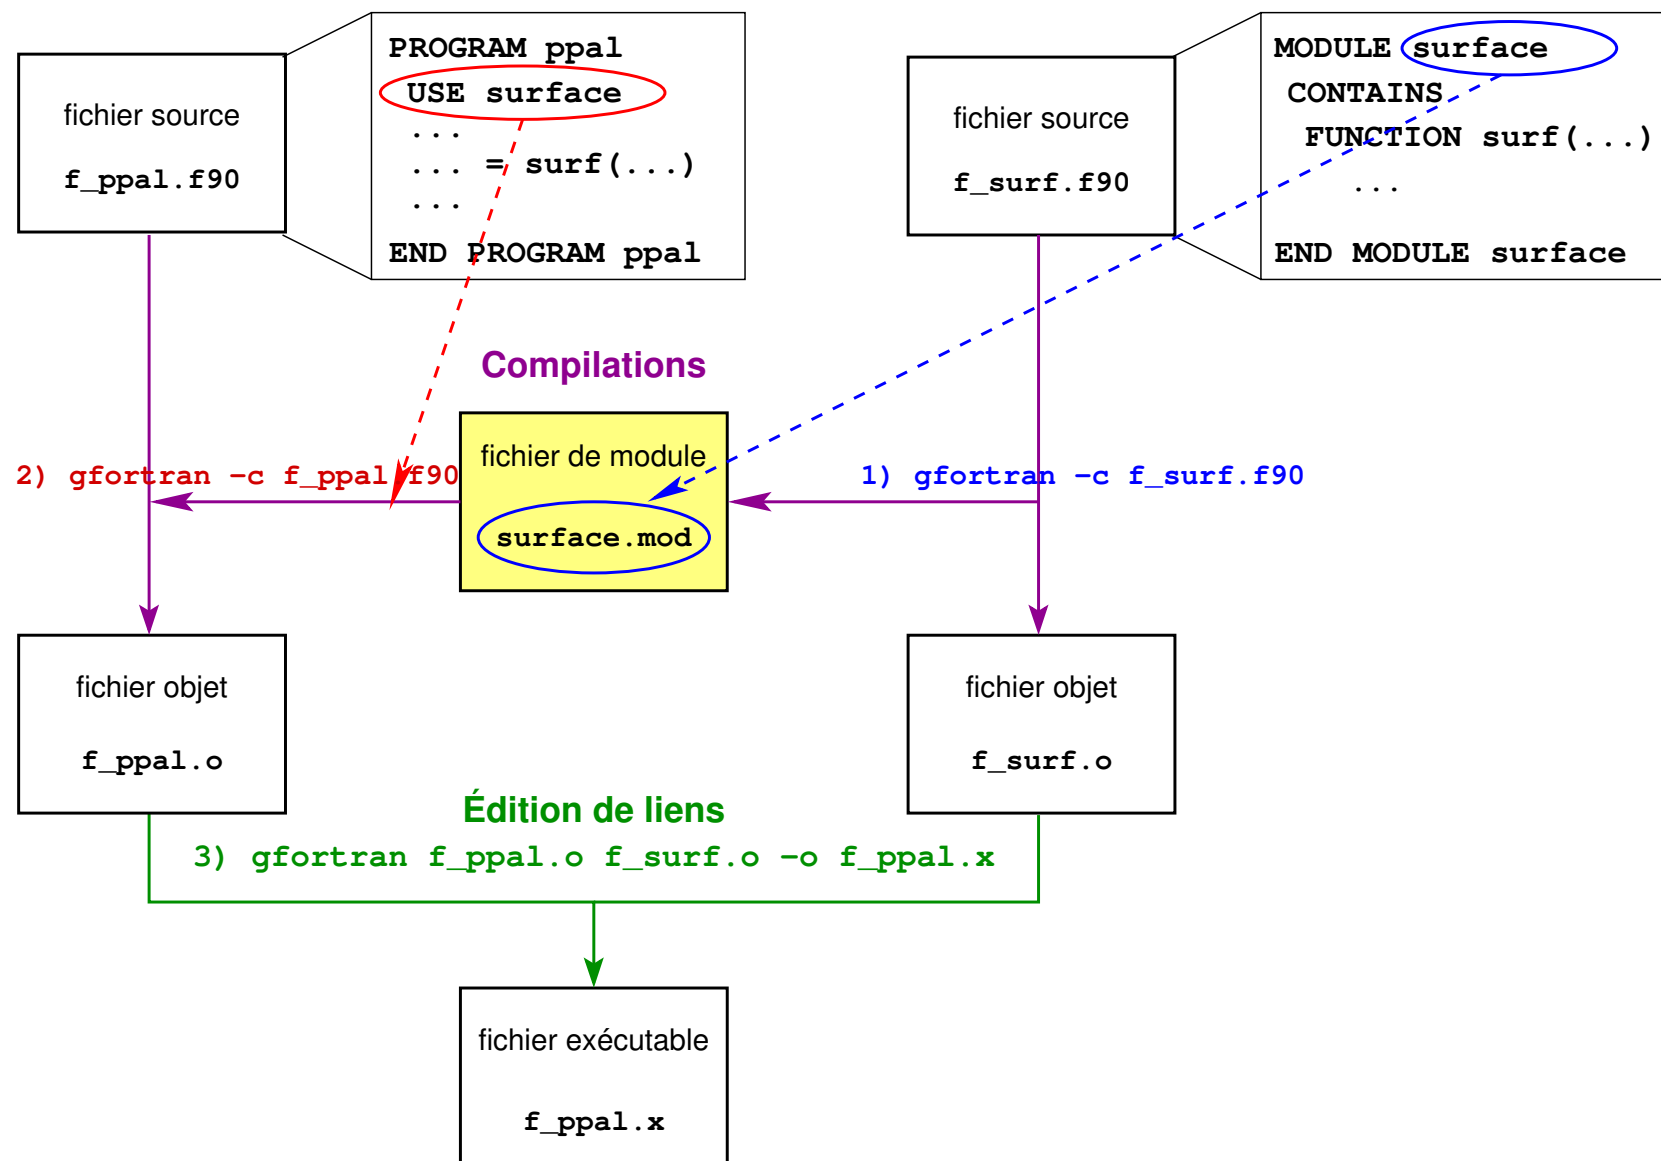 fichier source
f_ppal.f90
PROGRAM ppal
USE surface
...
... = surf(...)
...
END PROGRAM ppal
fichier source
f_surf.f90
MODULE surface
CONTAINS
FUNCTION surf(...)
...
END MODULE surface
Compilations
2) gfortran -c f_ppal.f90
fichier de module
surface.mod
1) gfortran -c f_surf.f90
fichier objet
f_ppal.o
fichier objet
f_surf.o
Édition de liens
3) gfortran f_ppal.o f_surf.o -o f_ppal.x
fichier exécutable
f_ppal.x